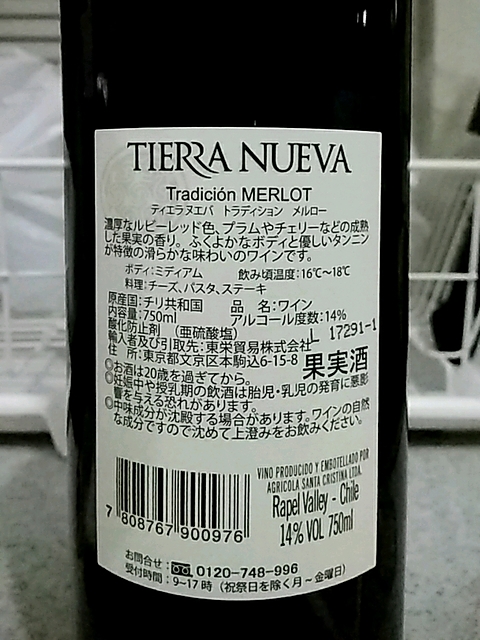 TIERRA NUEVA
Tradición MERLOT
ティエラヌエバ トラディション メルロー
濃厚なルビーレッド色、プラムやチェリーなどの成熟
した果実の香り。ふくよかなボディと優しいタンニン
が特徴の滑らかな味わいのワインです。
ボディ:ミディアム 飲み頃温度:16℃~18℃
料理:チーズ、パスタ、ステーキ
原産国:チリ共和国 品 名:ワイン
内容量:750ml アルコール度数:14%
酸化防止剤 (亜硫酸塩)
L 17291-1
輸入者及び引取先:東栄貿易株式会社
住 所:東京都文京区本駒込6-15-8
果実酒
◎お酒は20歳を過ぎてから。
◎妊娠中や授乳期の飲酒は胎児・乳児の発育に悪影
響を与える恐れがあります。
◎中味成分が沈殿する場合があります。ワインの自然
な成分ですので沈めて上澄みをお飲みください。
VINO PRODUCIDO Y EMBOTELLADO POR
AGRICOLA SANTA CRISTINA LTDA.
Rapel Valley - Chile
14% VOL 750ml
7 808767 900976
お問合せ: 0120-748-996
受付時間:9~17時(祝祭日を除く月~金曜日)